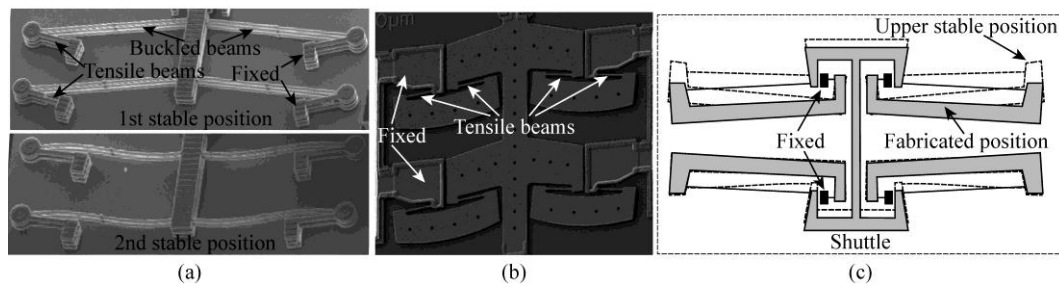 Buckled beams
Tensile beams
Fixed
1st stable position
2nd stable position
(a)
0μm
Fixed
Tensile beams
(b)
Upper stable position
Fixed
Fabricated position
Shuttle
(c)